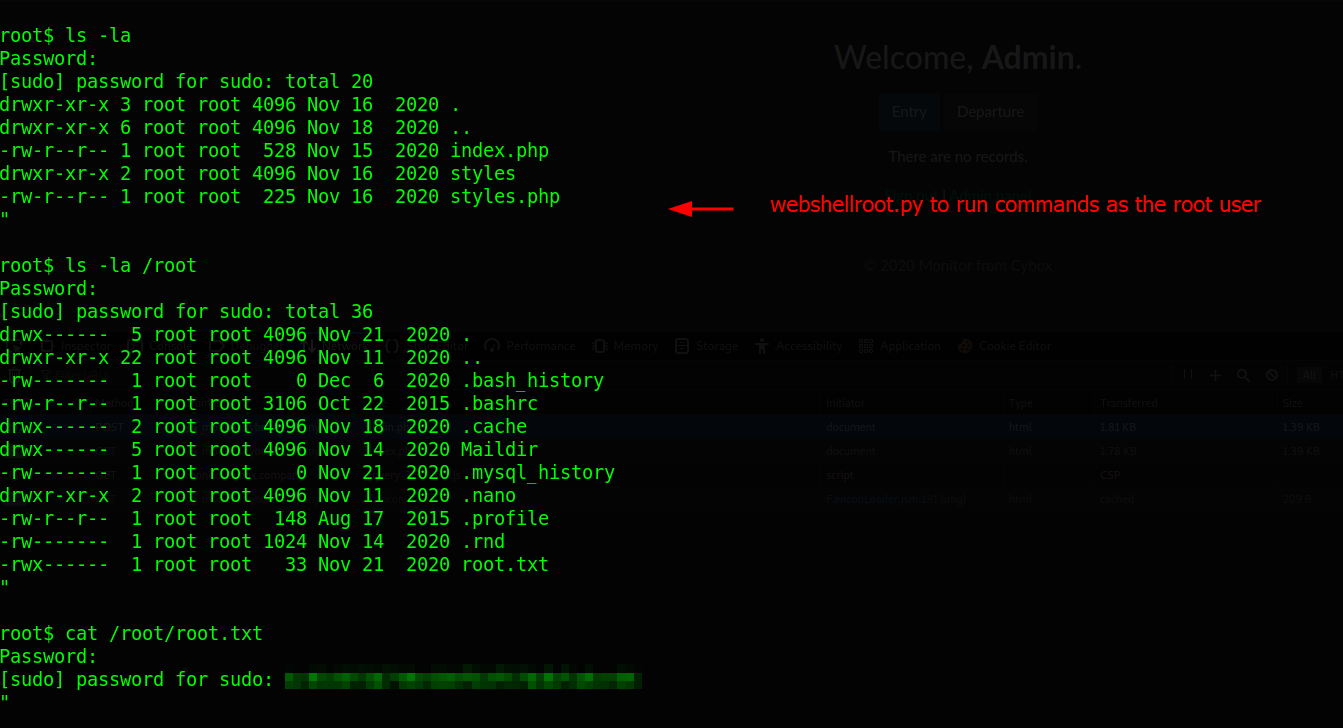 root$ ls -la
Password:
[sudo] password for sudo: total 20
drwxr-xr-x 3 root root 4096 Nov 16  2020 .
drwxr-xr-x 6 root root 4096 Nov 18  2020 ..
-rw-r--r-- 1 root root  528 Nov 15  2020 index.php
drwxr-xr-x 2 root root 4096 Nov 16  2020 styles
-rw-r--r-- 1 root root  225 Nov 16  2020 styles.php
"
root$ ls -la /root
Password:
[sudo] password for sudo: total 36
drwx------  5 root root 4096 Nov 21  2020 .
drwxr-xr-x 22 root root 4096 Nov 11  2020 ..
-rw-------  1 root root    0 Dec  6  2020 .bash_history
-rw-r--r--  1 root root 3106 Oct 22  2015 .bashrc
drwx------  2 root root 4096 Nov 18  2020 .cache
drwx------  5 root root 4096 Nov 14  2020 Maildir
-rw-------  1 root root    0 Nov 21  2020 .mysql_history
drwxr-xr-x  2 root root 4096 Nov 11  2020 .nano
-rw-r--r--  1 root root  148 Aug 17  2015 .profile
-rw-------  1 root root 1024 Nov 14  2020 .rnd
-rwx------  1 root root   33 Nov 21  2020 root.txt
"
root$ cat /root/root.txt
Password:
[sudo] password for sudo:
"
webshellroot.py to run commands as the root user
Welcome, Admin.
Entry Departure
There are no records.
© 2020 Monitor from Cybox
Inspector Performance Memory Storage Accessibility Application Cookie Editor
All
Initiator Type Transferred Size
document html 1.81 KB 1.39 KB
document html 1.78 KB 1.39 KB
script CSP
html cached 209 B